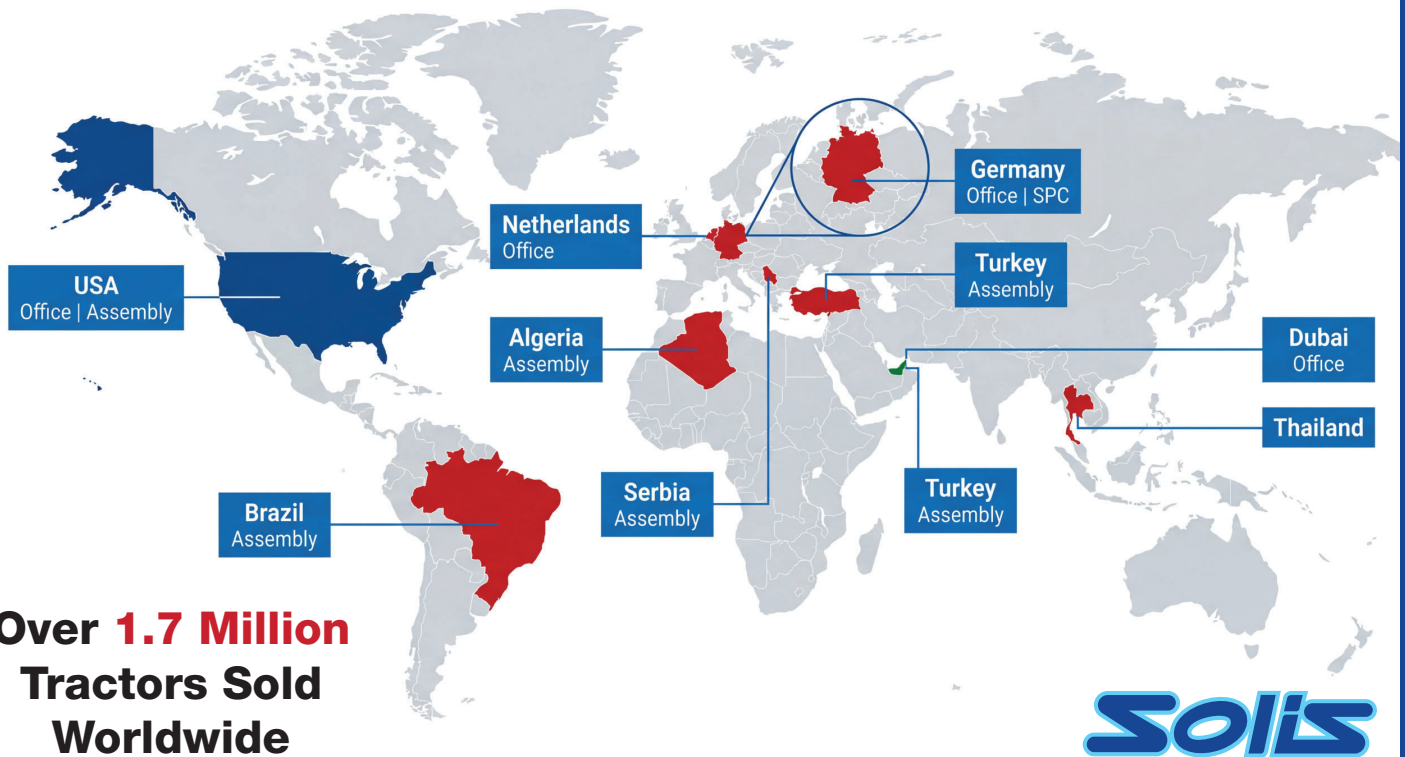 Germany
Office | SPC
Netherlands
Office
Turkey
Assembly
USA
Office | Assembly
Algeria
Assembly
Dubai
Office
Thailand
Serbia
Assembly
Turkey
Assembly
Brazil
Assembly
Over 1.7 Million
Tractors Sold
Worldwide
Solis